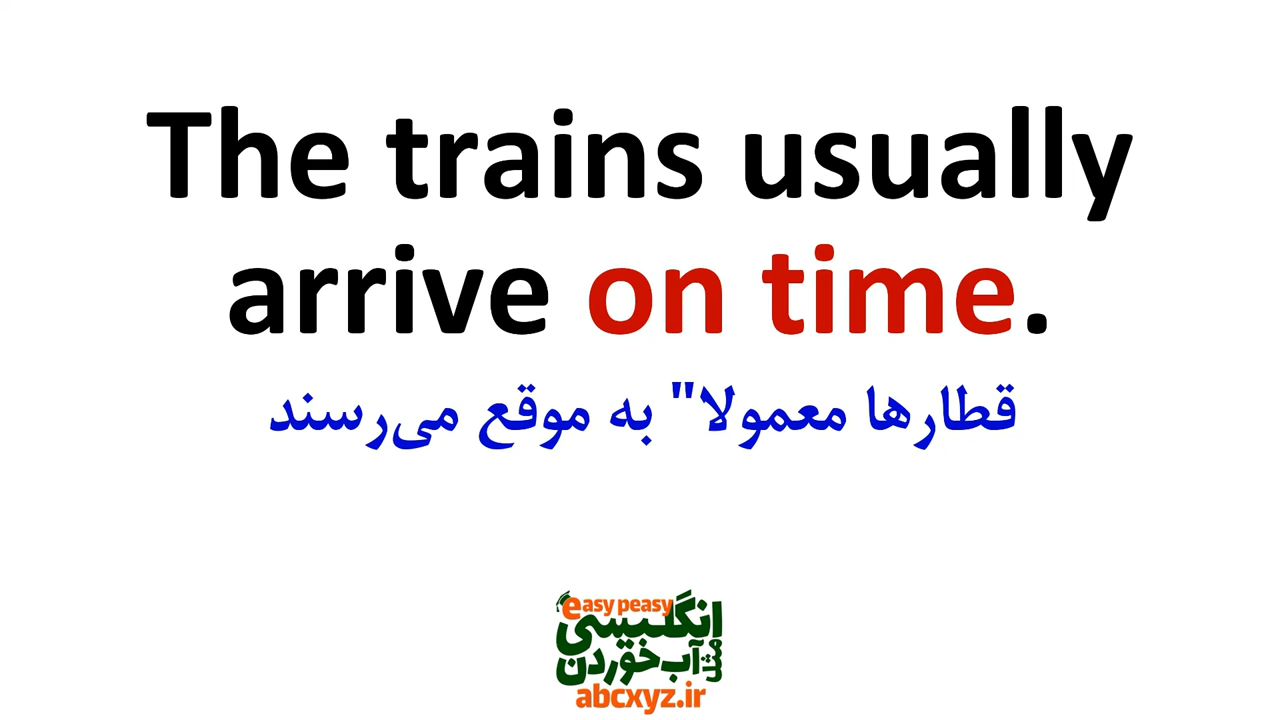 The trains usually
arrive on time.
قطارها معمولا" به موقع می‌رسند
easy peasy
انگلیسی
مثل آب خوردن
abcxyz.ir